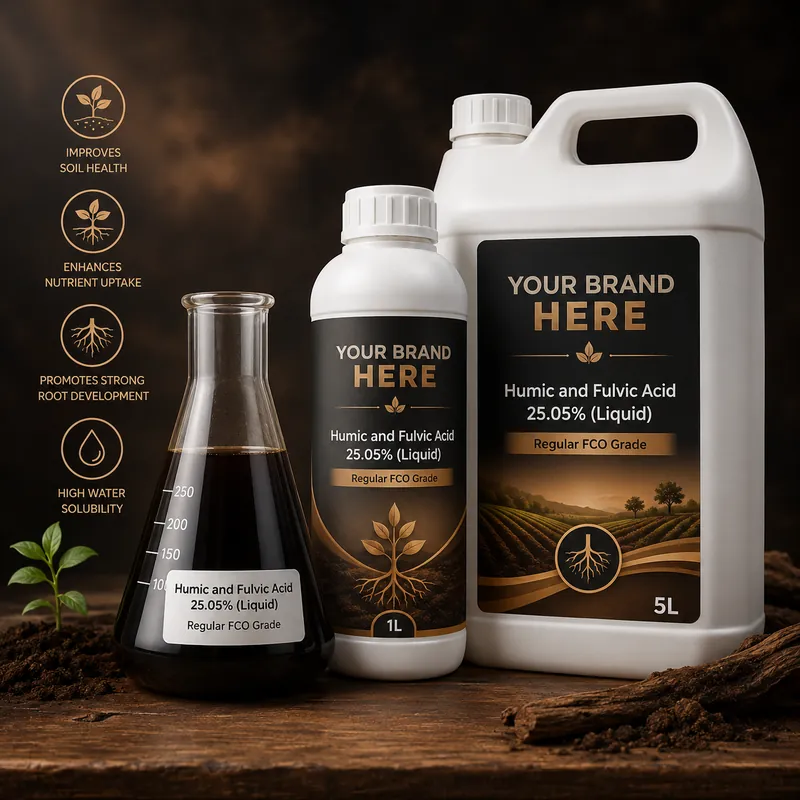 IMPROVES
SOIL HEALTH
ENHANCES
NUTRIENT UPTAKE
PROMOTES STRONG
ROOT DEVELOPMENT
HIGH WATER
SOLUBILITY
250
200
150
Humic and Fulvic Acid
25.05% (Liquid)
Regular FCO Grade
YOUR BRAND
HERE
Humic and Fulvic Acid
25.05% (Liquid)
Regular FCO Grade
1L
YOUR BRAND
HERE
Humic and Fulvic Acid
25.05% (Liquid)
Regular FCO Grade
5L